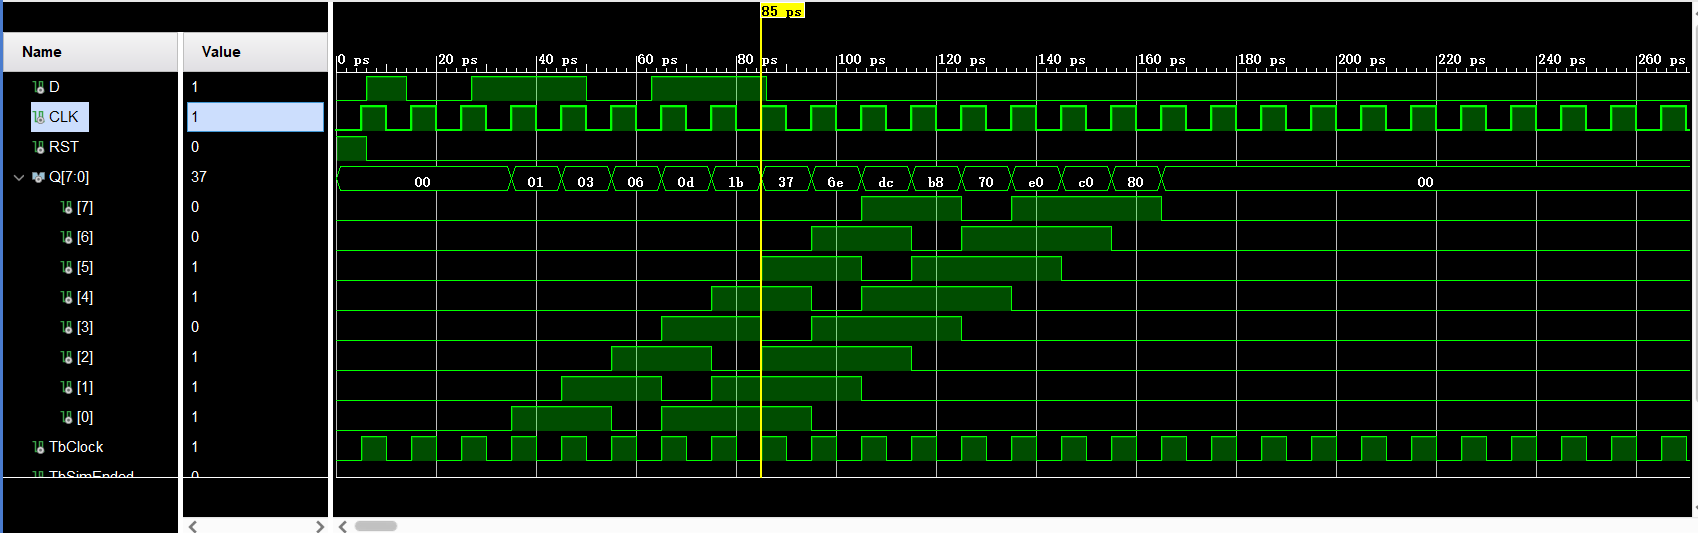 85 ps
Name Value
0 ps 20 ps 40 ps 60 ps 80 ps 100 ps 120 ps 140 ps 160 ps 180 ps 200 ps 220 ps 240 ps 260 ps
D 1
CLK 1
RST 0
Q[7:0] 37 00 01 03 06 0d 1b 37 6e dc b8 70 e0 c0 80 00
[7] 0
[6] 0
[5] 1
[4] 1
[3] 0
[2] 1
[1] 1
[0] 1
TbClock 1
TbSimEnded 0